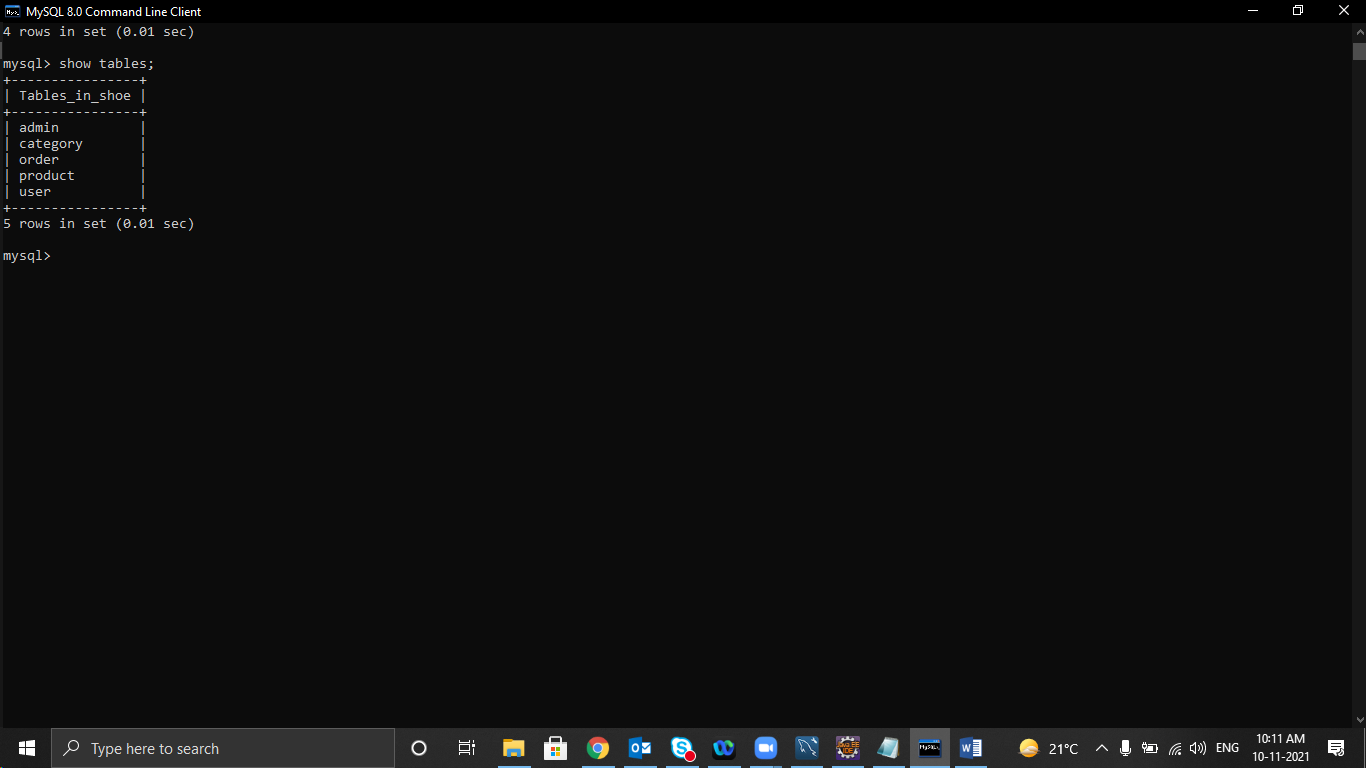 MySQL 8.0 Command Line Client
4 rows in set (0.01 sec)
mysql> show tables;
+----------------+
| Tables_in_shoe |
+----------------+
| admin          |
| category       |
| order          |
| product        |
| user           |
+----------------+
5 rows in set (0.01 sec)
mysql>
Type here to search
21°C
ENG
10:11 AM
10-11-2021